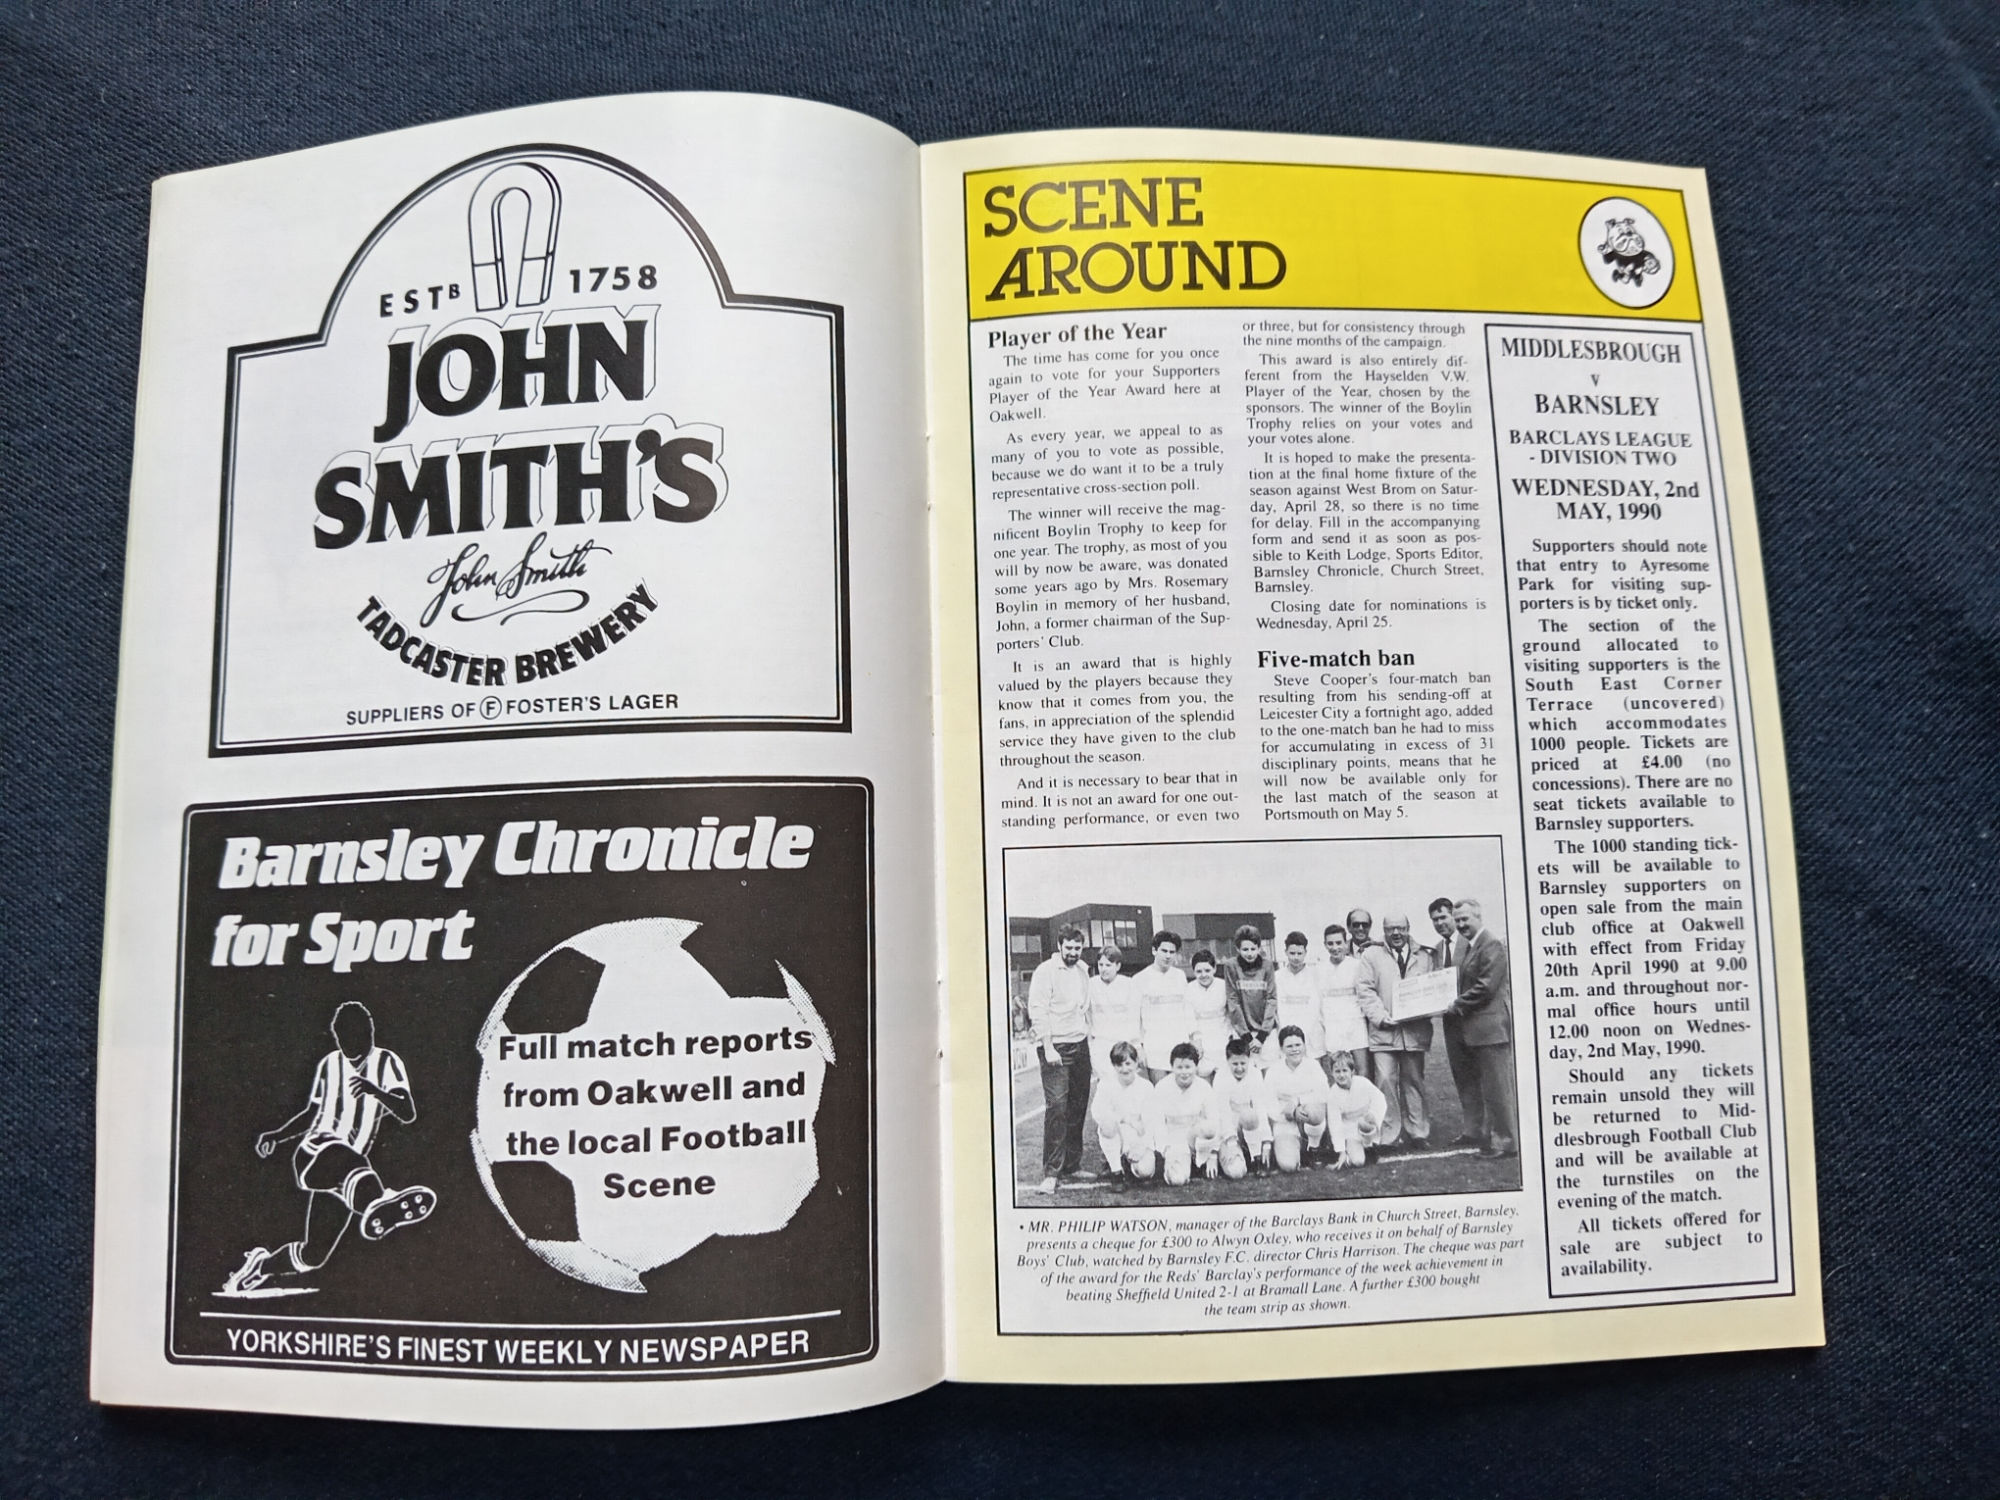 ESTB 1758
JOHN
SMITH'S
John Smith
TADCASTER BREWERY
SUPPLIERS OF F FOSTER'S LAGER
Barnsley Chronicle
for Sport
Full match reports
from Oakwell and
the local Football
Scene
YORKSHIRE'S FINEST WEEKLY NEWSPAPER
SCENE
AROUND
Player of the Year
The time has come for you once
again to vote for your Supporters
Player of the Year Award here at
Oakwell.
As every year, we appeal to as
many of you to vote as possible,
because we do want it to be a truly
representative cross-section poll.
The winner will receive the mag-
nificent Boylin Trophy to keep for
one year. The trophy, as most of you
will by now be aware, was donated
some years ago by Mrs. Rosemary
Boylin in memory of her husband,
John, a former chairman of the Sup-
porters' Club.
It is an award that is highly
valued by the players because they
know that it comes from you, the
fans, in appreciation of the splendid
service they have given to the club
throughout the season.
And it is necessary to bear that in
mind. It is not an award for one out-
standing performance, or even two
or three, but for consistency through
the nine months of the campaign.
This award is also entirely dif-
ferent from the Hayselden V.W.
Player of the Year, chosen by the
sponsors. The winner of the Boylin
Trophy relies on your votes and
your votes alone.
It is hoped to make the presenta-
tion at the final home fixture of the
season against West Brom on Satur-
day, April 28, so there is no time
for delay. Fill in the accompanying
form and send it as soon as pos-
sible to Keith Lodge, Sports Editor,
Barnsley Chronicle, Church Street,
Barnsley.
Closing date for nominations is
Wednesday, April 25.
Five-match ban
Steve Cooper's four-match ban
resulting from his sending-off at
Leicester City a fortnight ago, added
to the one-match ban he had to miss
for accumulating in excess of 31
disciplinary points, means that he
will now be available only for
the last match of the season at
Portsmouth on May 5.
• MR. PHILIP WATSON, manager of the Barclays Bank in Church Street, Barnsley,
presents a cheque for £300 to Alwyn Oxley, who receives it on behalf of Barnsley
Boys' Club, watched by Barnsley F.C. director Chris Harrison. The cheque was part
of the award for the Reds' Barclay's performance of the week achievement in
beating Sheffield United 2-1 at Bramall Lane. A further £300 bought
the team strip as shown.
MIDDLESBROUGH
v
BARNSLEY
BARCLAYS LEAGUE
- DIVISION TWO
WEDNESDAY, 2nd
MAY, 1990
Supporters should note
that entry to Ayresome
Park for visiting sup-
porters is by ticket only.
The section of the
ground allocated to
visiting supporters is the
South East Corner
Terrace (uncovered)
which accommodates
1000 people. Tickets are
priced at £4.00 (no
concessions). There are no
seat tickets available to
Barnsley supporters.
The 1000 standing tick-
ets will be available to
Barnsley supporters on
open sale from the main
club office at Oakwell
with effect from Friday
20th April 1990 at 9.00
a.m. and throughout nor-
mal office hours until
12.00 noon on Wednes-
day, 2nd May, 1990.
Should any tickets
remain unsold they will
be returned to Mid-
dlesbrough Football Club
and will be available at
the turnstiles on the
evening of the match.
All tickets offered for
sale are subject to
availability.